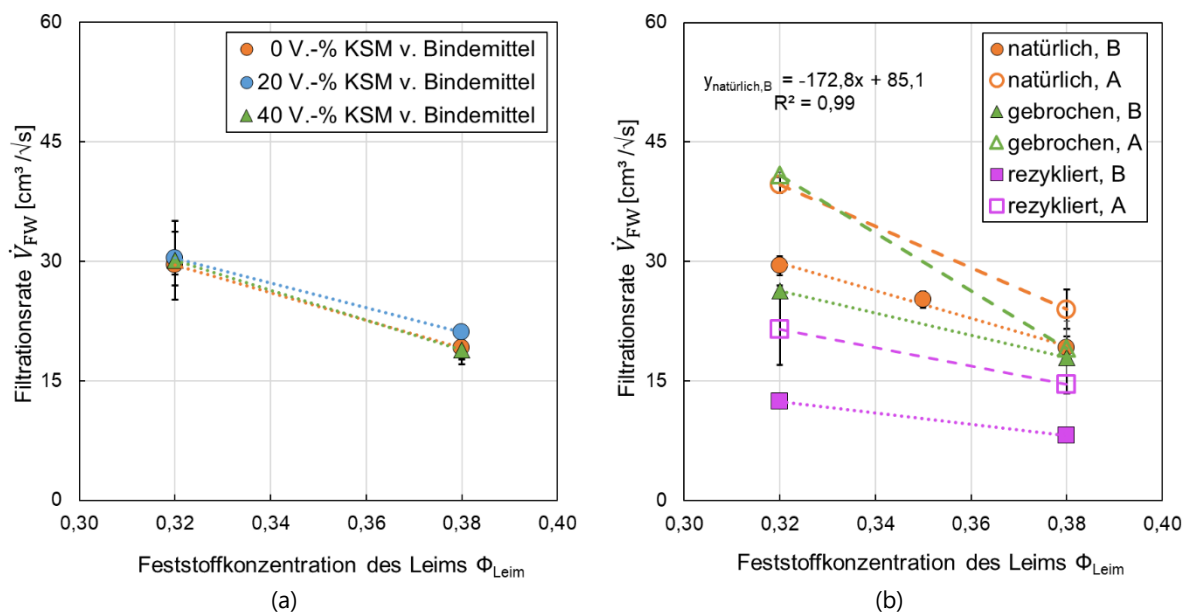 60
45
30
15
0
Filtrationsrate V̇FW [cm³/√s]
0 V.-% KSM v. Bindemittel
20 V.-% KSM v. Bindemittel
40 V.-% KSM v. Bindemittel
0,30 0,32 0,34 0,36 0,38 0,40
Feststoffkonzentration des Leims ΦLeim
(a)
60
45
30
15
0
Filtrationsrate V̇FW [cm³/√s]
ynatürlich,B = -172,8x + 85,1
R² = 0,99
natürlich, B
natürlich, A
gebrochen, B
gebrochen, A
rezykliert, B
rezykliert, A
0,30 0,32 0,34 0,36 0,38 0,40
Feststoffkonzentration des Leims ΦLeim
(b)